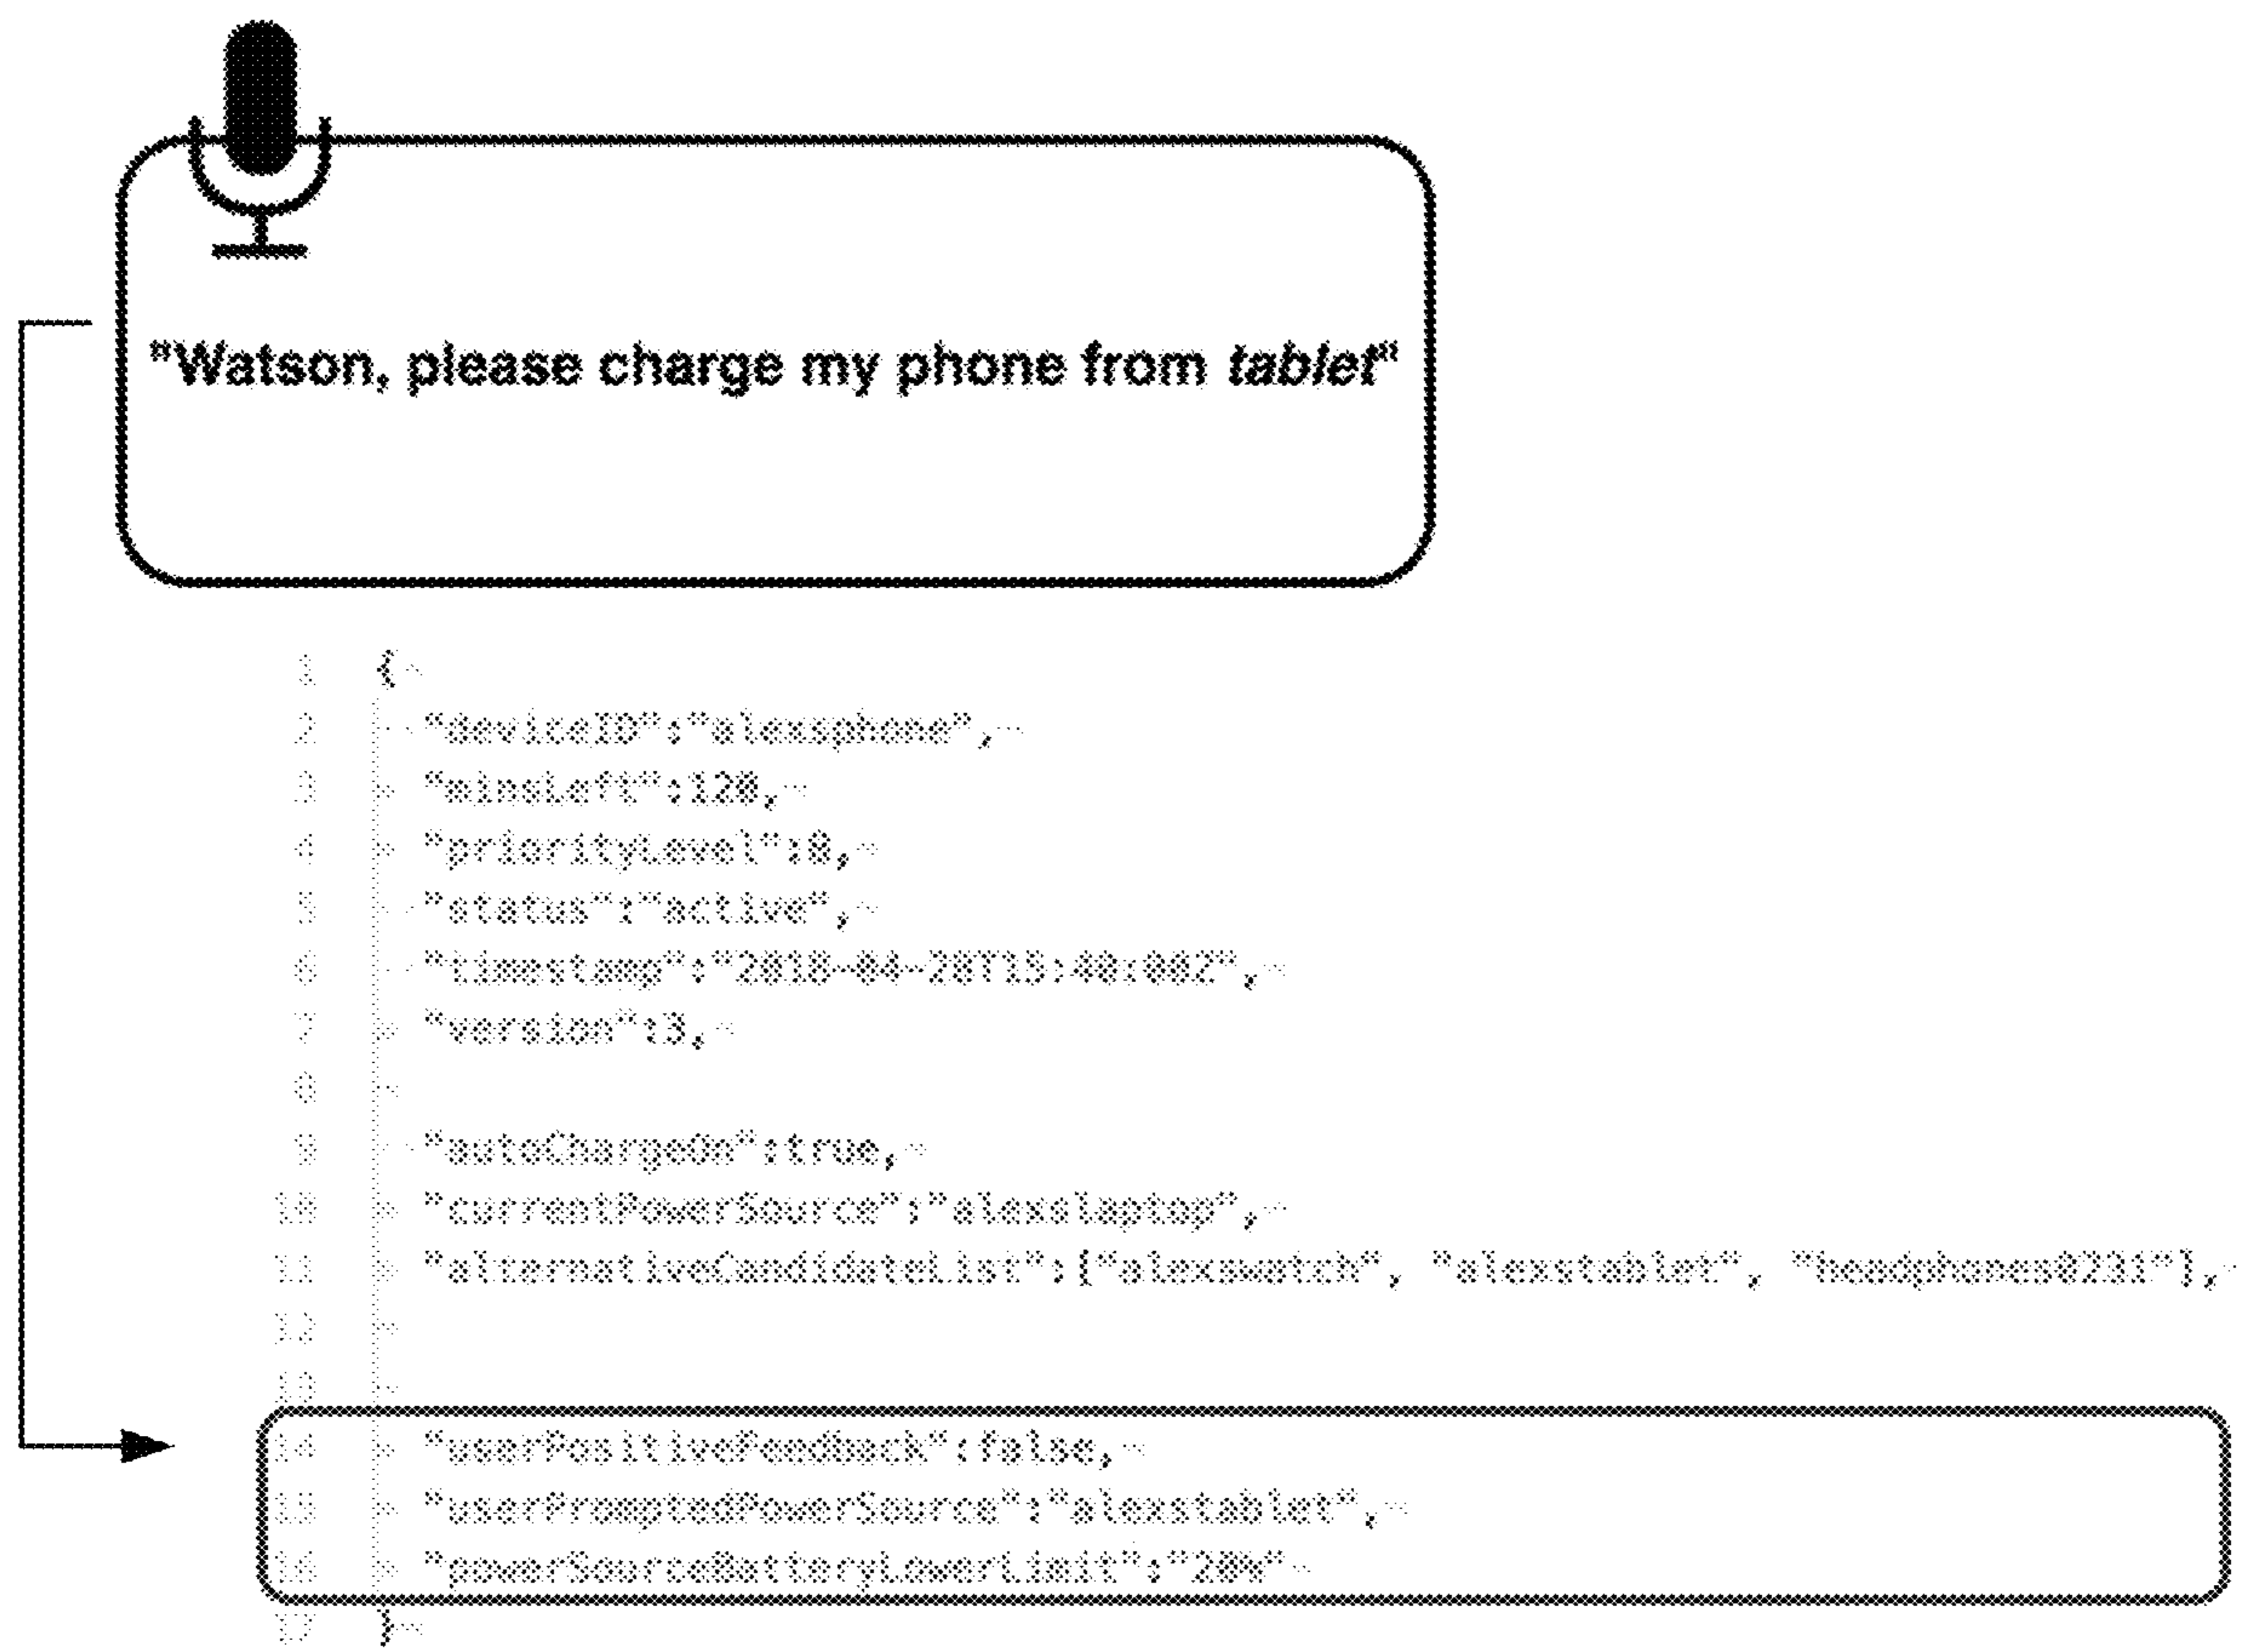 "Watson, please charge my phone from tablet"
1 {
2 "deviceID":"alexsphone",
3 "minsLeft":120,
4 "priorityLevel":0,
5 "status":"active",
6 "timestamp":"2018-04-28T15:40:00Z",
7 "version":3,
8
9 "autoChargeOn":true,
10 "currentPowerSource":"alexslaptop",
11 "alternativeCandidateList":["alexswatch", "alexstablet", "headphones0231"],
12
13
14 "userPositiveFeedback":false,
15 "userPromptedPowerSource":"alexstablet",
16 "powerSourceBatteryLowerLimit":"20%"
17 }